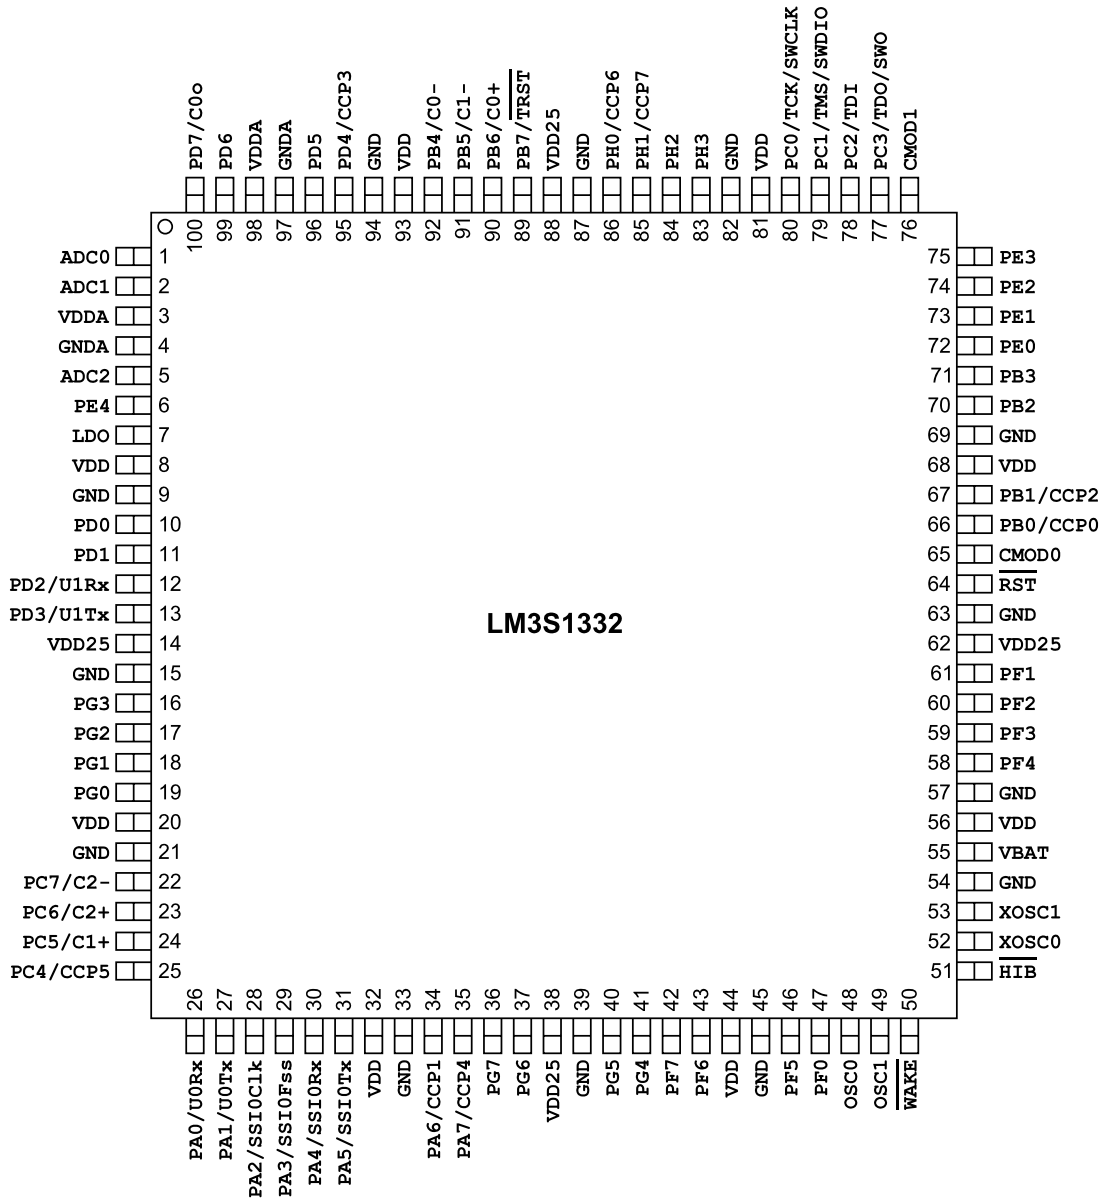 PD7/C0o
PD6
VDDA
GNDA
PD5
PD4/CCP3
GND
VDD
PB4/C0-
PB5/C1-
PB6/C0+
PB7/TRST
VDD25
GND
PH0/CCP6
PH1/CCP7
PH2
PH3
GND
VDD
PC0/TCK/SWCLK
PC1/TMS/SWDIO
PC2/TDI
PC3/TDO/SWO
CMOD1
100
99
98
97
96
95
94
93
92
91
90
89
88
87
86
85
84
83
82
81
80
79
78
77
76
ADC0 1
ADC1 2
VDDA 3
GNDA 4
ADC2 5
PE4 6
LDO 7
VDD 8
GND 9
PD0 10
PD1 11
PD2/U1Rx 12
PD3/U1Tx 13
VDD25 14
GND 15
PG3 16
PG2 17
PG1 18
PG0 19
VDD 20
GND 21
PC7/C2- 22
PC6/C2+ 23
PC5/C1+ 24
PC4/CCP5 25
LM3S1332
75 PE3
74 PE2
73 PE1
72 PE0
71 PB3
70 PB2
69 GND
68 VDD
67 PB1/CCP2
66 PB0/CCP0
65 CMOD0
64 RST
63 GND
62 VDD25
61 PF1
60 PF2
59 PF3
58 PF4
57 GND
56 VDD
55 VBAT
54 GND
53 XOSC1
52 XOSC0
51 HIB
26
27
28
29
30
31
32
33
34
35
36
37
38
39
40
41
42
43
44
45
46
47
48
49
50
PA0/U0Rx
PA1/U0Tx
PA2/SSI0Clk
PA3/SSI0Fss
PA4/SSI0Rx
PA5/SSI0Tx
VDD
GND
PA6/CCP1
PA7/CCP4
PG7
PG6
VDD25
GND
PG5
PG4
PF7
PF6
VDD
GND
PF5
PF0
OSC0
OSC1
WAKE